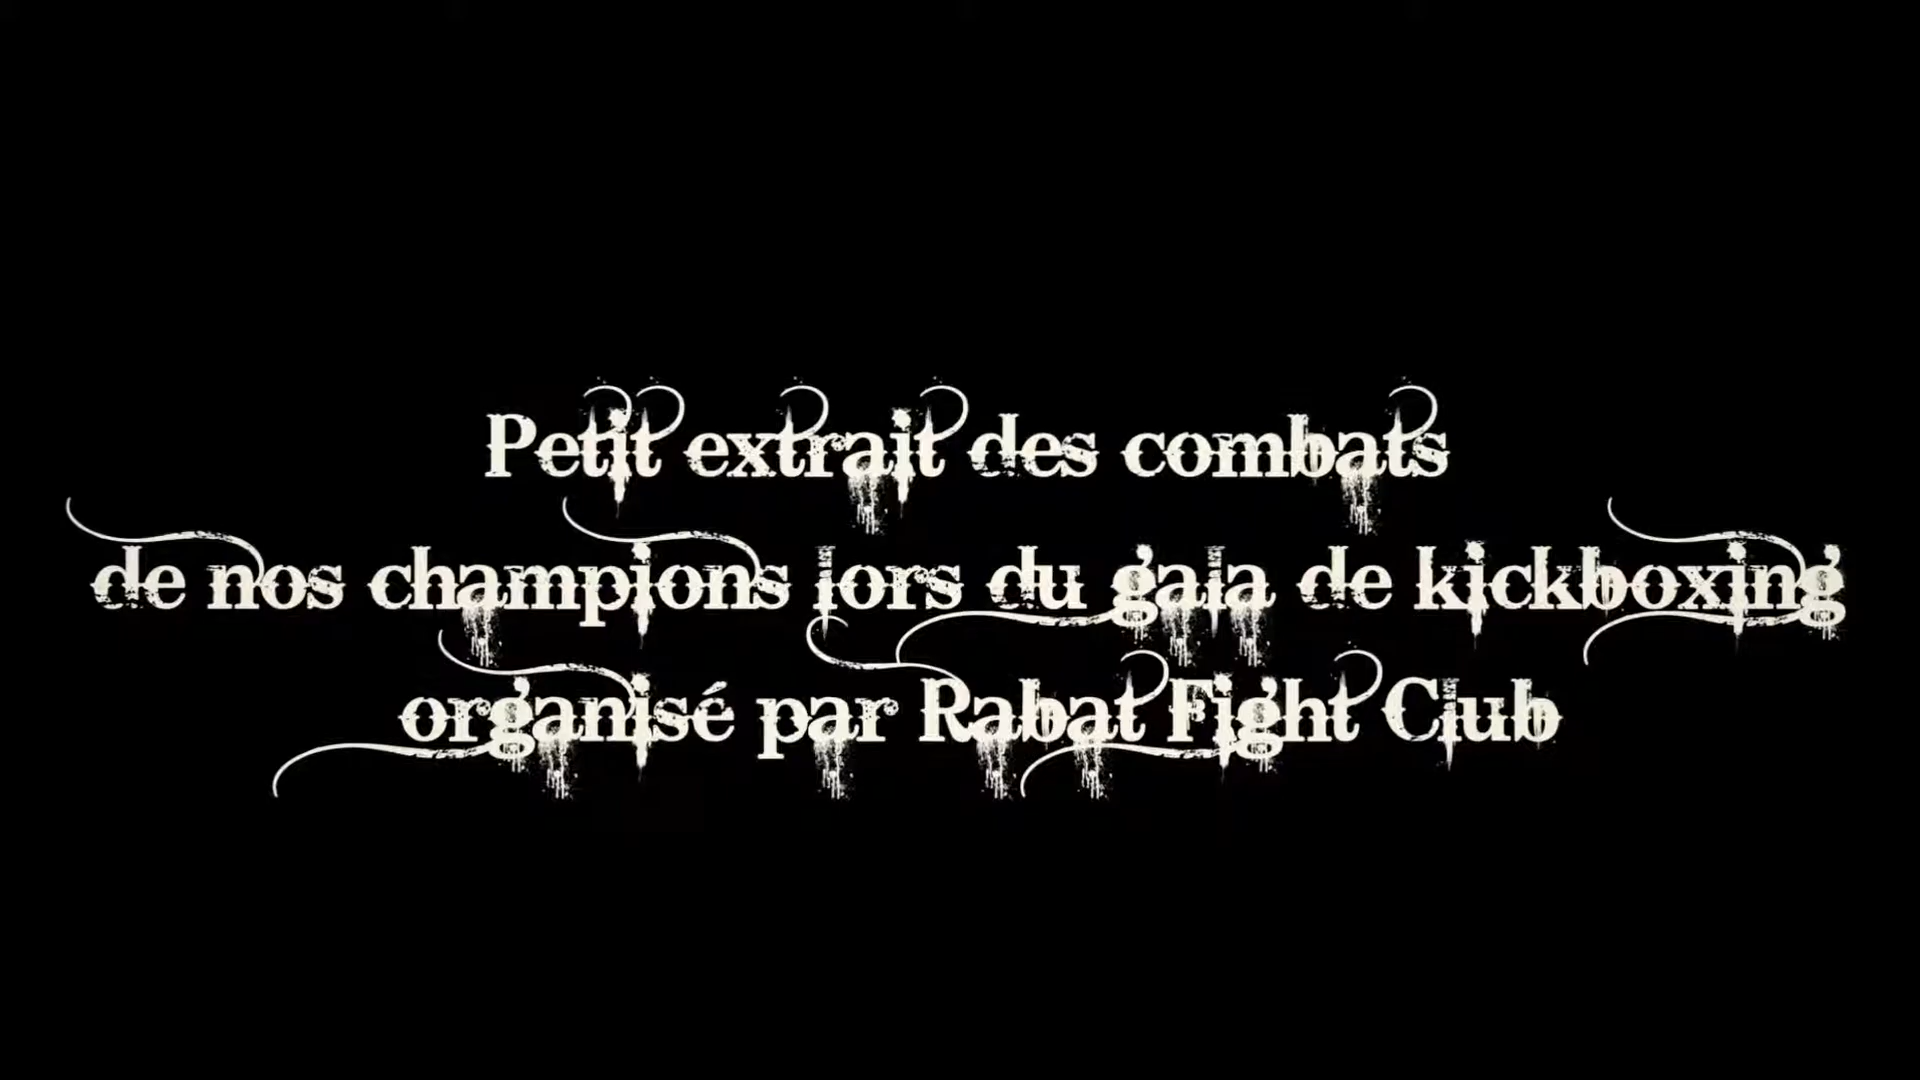 Petit extrait des combats
de nos champions lors du gala de kickboxing
organisé par Rabat Fight Club